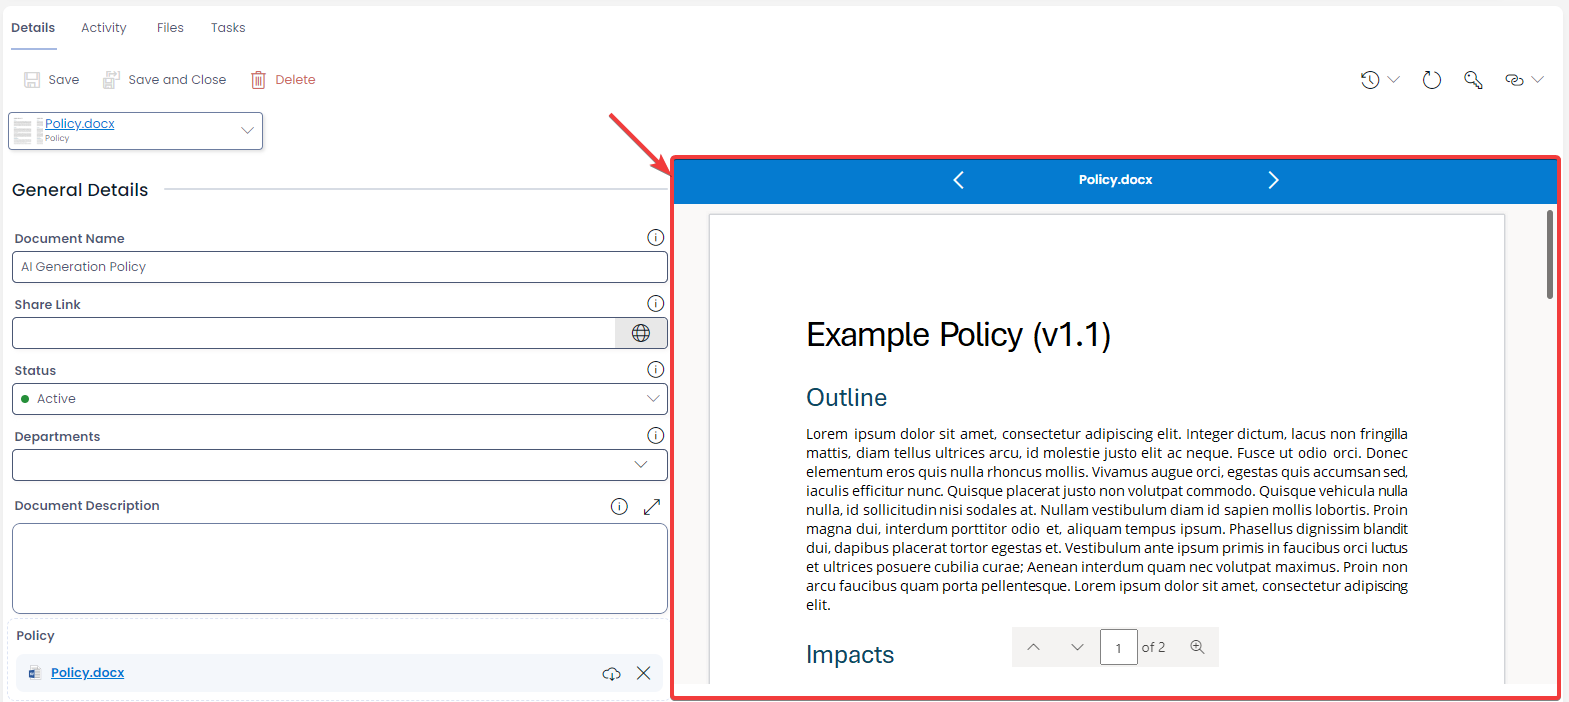 Details Activity Files Tasks
Save Save and Close Delete
Policy.docx
Policy
General Details
Document Name
AI Generation Policy
Share Link
Status
Active
Departments
Document Description
Policy
Policy.docx
Policy.docx
Example Policy (v1.1)
Outline
Lorem ipsum dolor sit amet, consectetur adipiscing elit. Integer dictum, lacus non fringilla
mattis, diam tellus ultrices arcu, id molestie justo elit ac neque. Fusce ut odio orci. Donec
elementum eros quis nulla rhoncus mollis. Vivamus augue orci, egestas quis accumsan sed,
iaculis efficitur nunc. Quisque placerat justo non volutpat commodo. Quisque vehicula nulla
nulla, id sollicitudin nisi sodales at. Nullam vestibulum diam id sapien mollis lobortis. Proin
magna dui, interdum porttitor odio et, aliquam tempus ipsum. Phasellus dignissim blandit
dui, dapibus placerat tortor egestas et. Vestibulum ante ipsum primis in faucibus orci luctus
et ultrices posuere cubilia curae; Aenean interdum quam nec volutpat maximus. Proin non
arcu faucibus quam porta pellentesque. Lorem ipsum dolor sit amet, consectetur adipiscing
elit.
Impacts
1 of 2